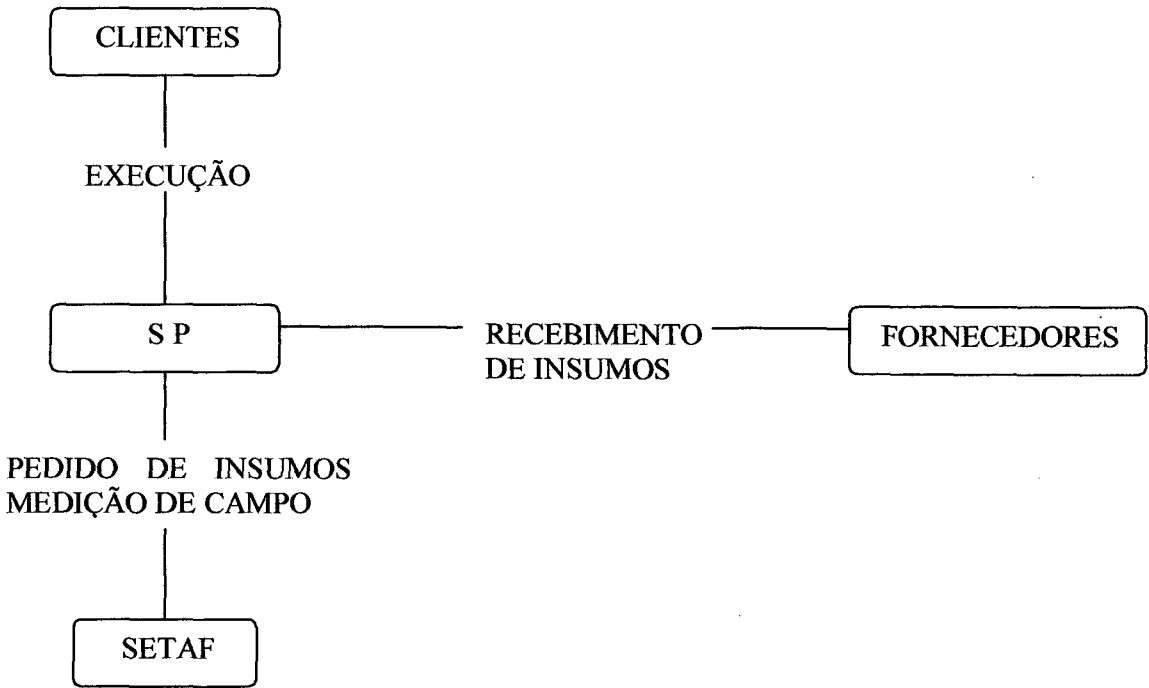 CLIENTES
EXECUÇÃO
S P
RECEBIMENTO
DE INSUMOS
FORNECEDORES
PEDIDO DE INSUMOS
MEDIÇÃO DE CAMPO
SETAF